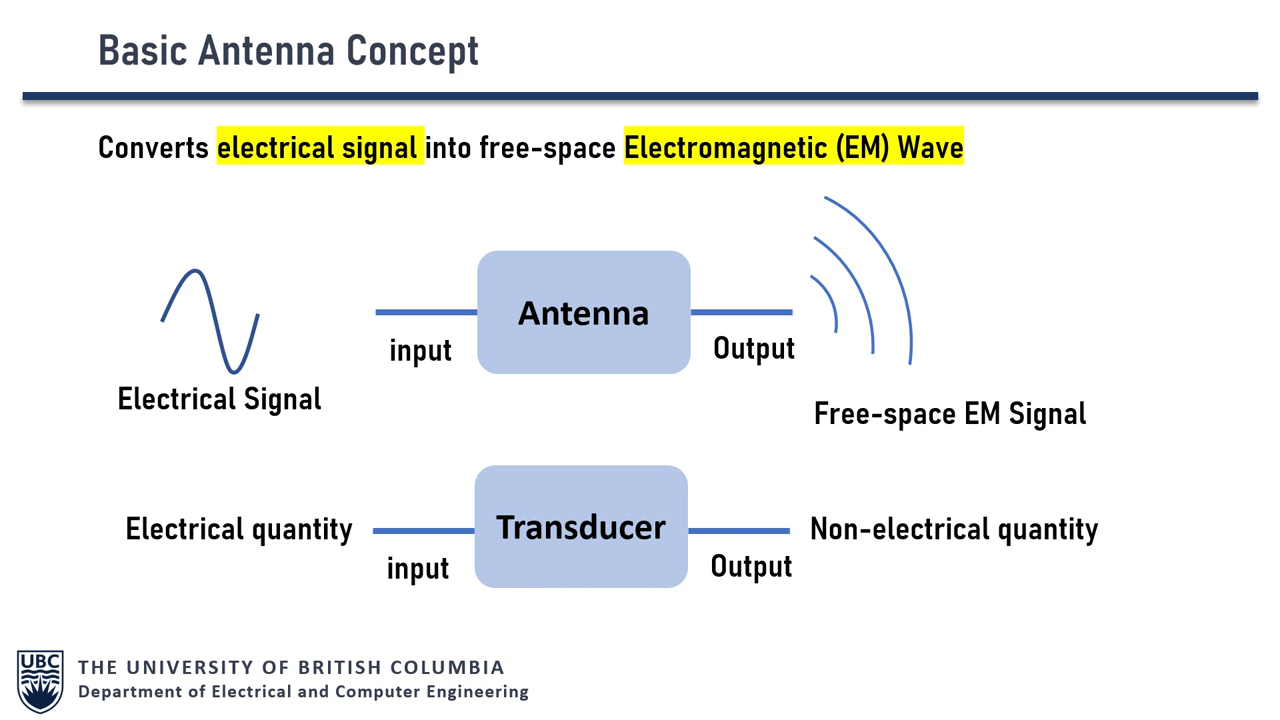 Basic Antenna Concept
Converts electrical signal into free-space Electromagnetic (EM) Wave
Antenna
input
Output
Electrical Signal
Free-space EM Signal
Electrical quantity
Transducer
Non-electrical quantity
input
Output
UBC
THE UNIVERSITY OF BRITISH COLUMBIA
Department of Electrical and Computer Engineering